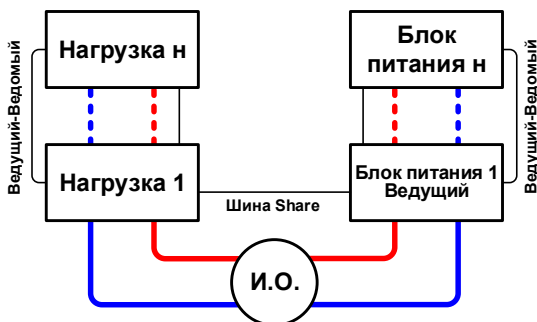 Ведущий-Ведомый
Нагрузка н
Блок
питания н
Ведущий-Ведомый
Нагрузка 1
Блок питания 1
Ведущий
Шина Share
И.О.